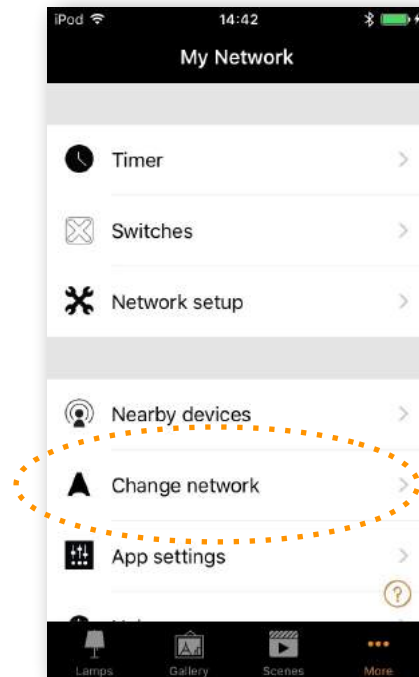 iPod 14:42
My Network
Timer
Switches
Network setup
Nearby devices
Change network
App settings
?
Lamps Gallery Scenes More